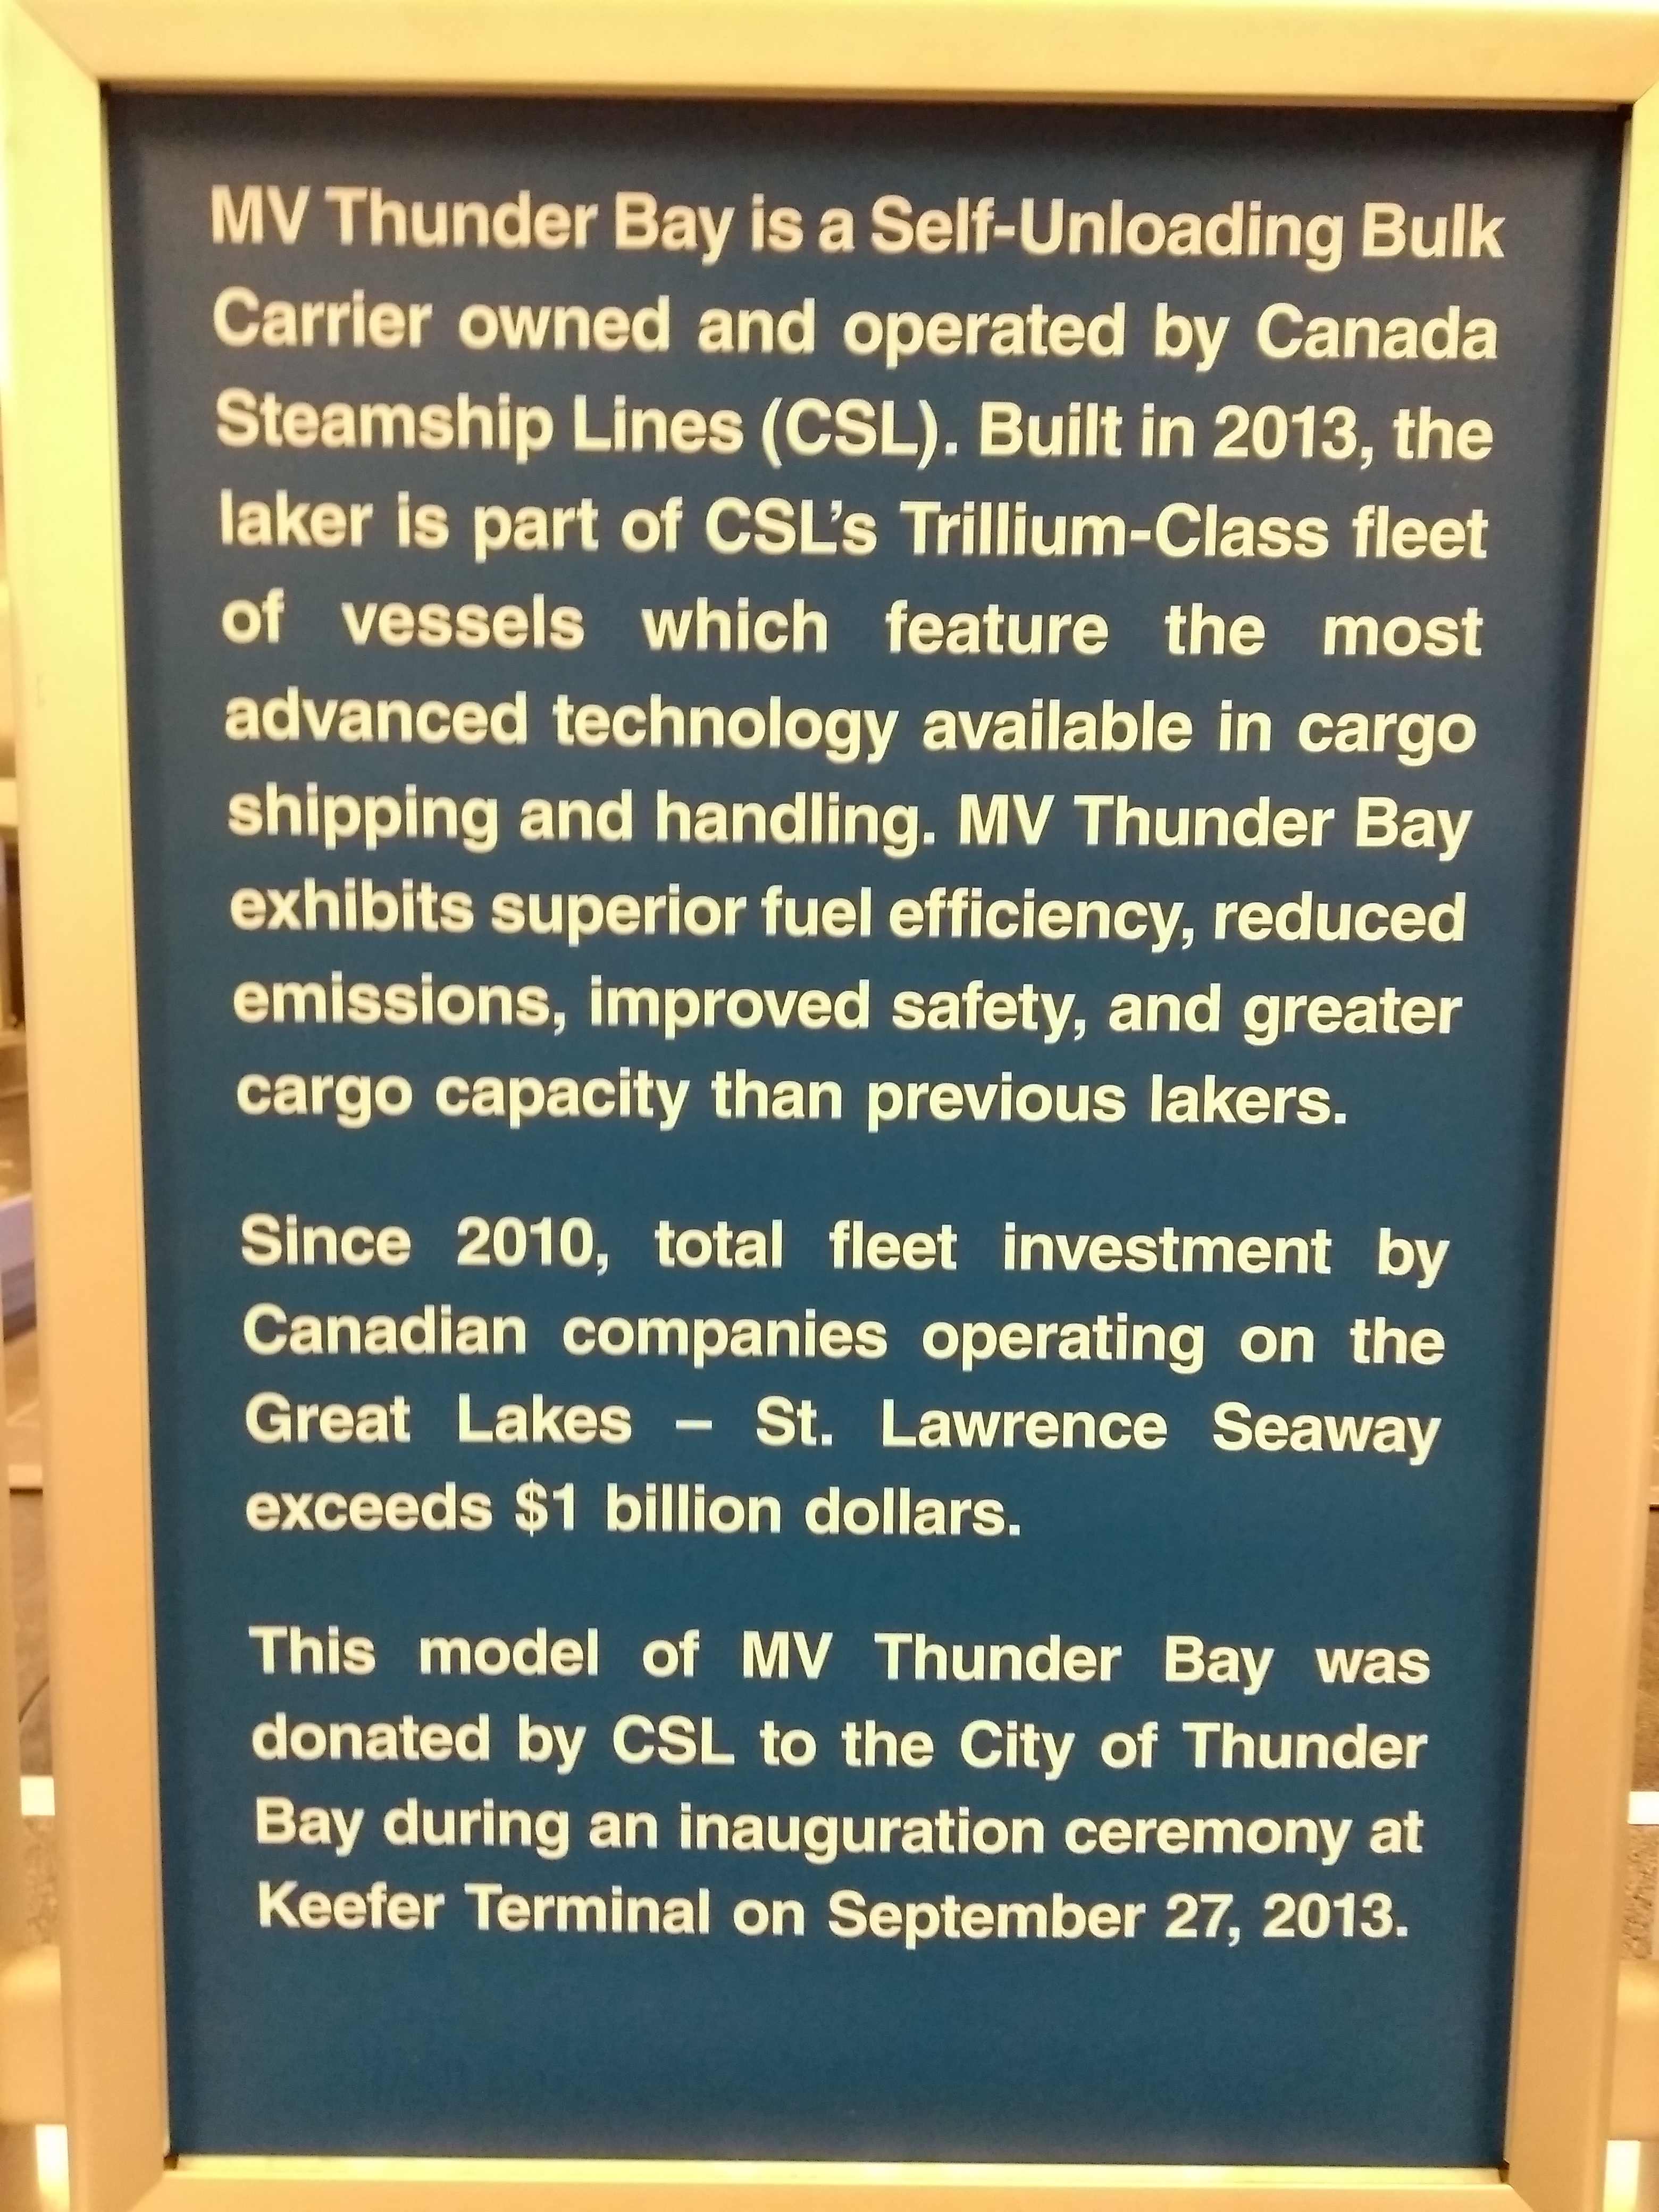 MV Thunder Bay is a Self-Unloading Bulk
Carrier owned and operated by Canada
Steamship Lines (CSL). Built in 2013, the
laker is part of CSL’s Trillium-Class fleet
of vessels which feature the most
advanced technology available in cargo
shipping and handling. MV Thunder Bay
exhibits superior fuel efficiency, reduced
emissions, improved safety, and greater
cargo capacity than previous lakers.
Since 2010, total fleet investment by
Canadian companies operating on the
Great Lakes – St. Lawrence Seaway
exceeds $1 billion dollars.
This model of MV Thunder Bay was
donated by CSL to the City of Thunder
Bay during an inauguration ceremony at
Keefer Terminal on September 27, 2013.